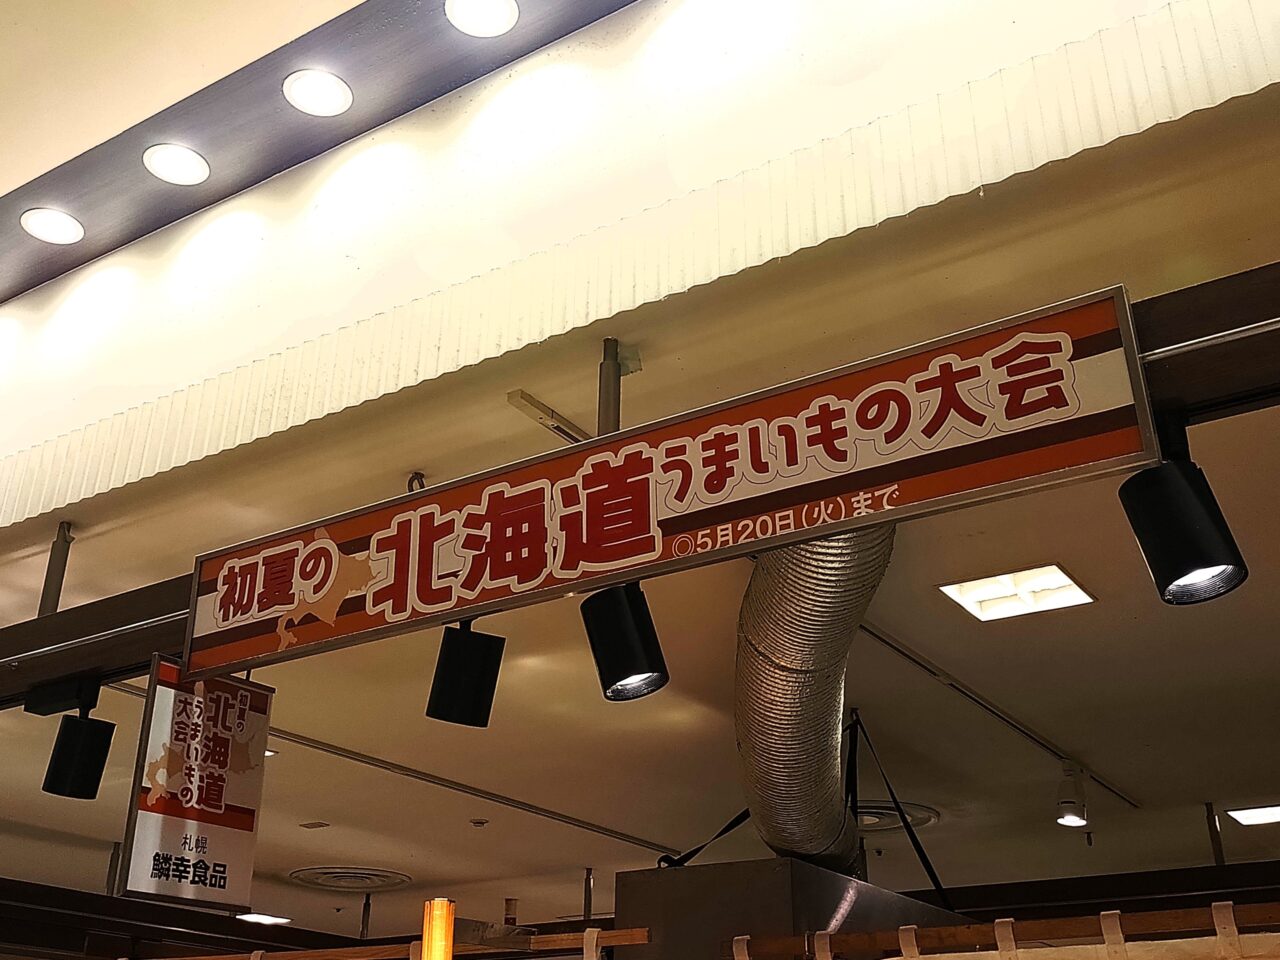 初夏の 北海道うまいもの大会
◎5月20日(火)まで
初夏の
北海道
うまいもの
大会
札幌
鱗幸食品